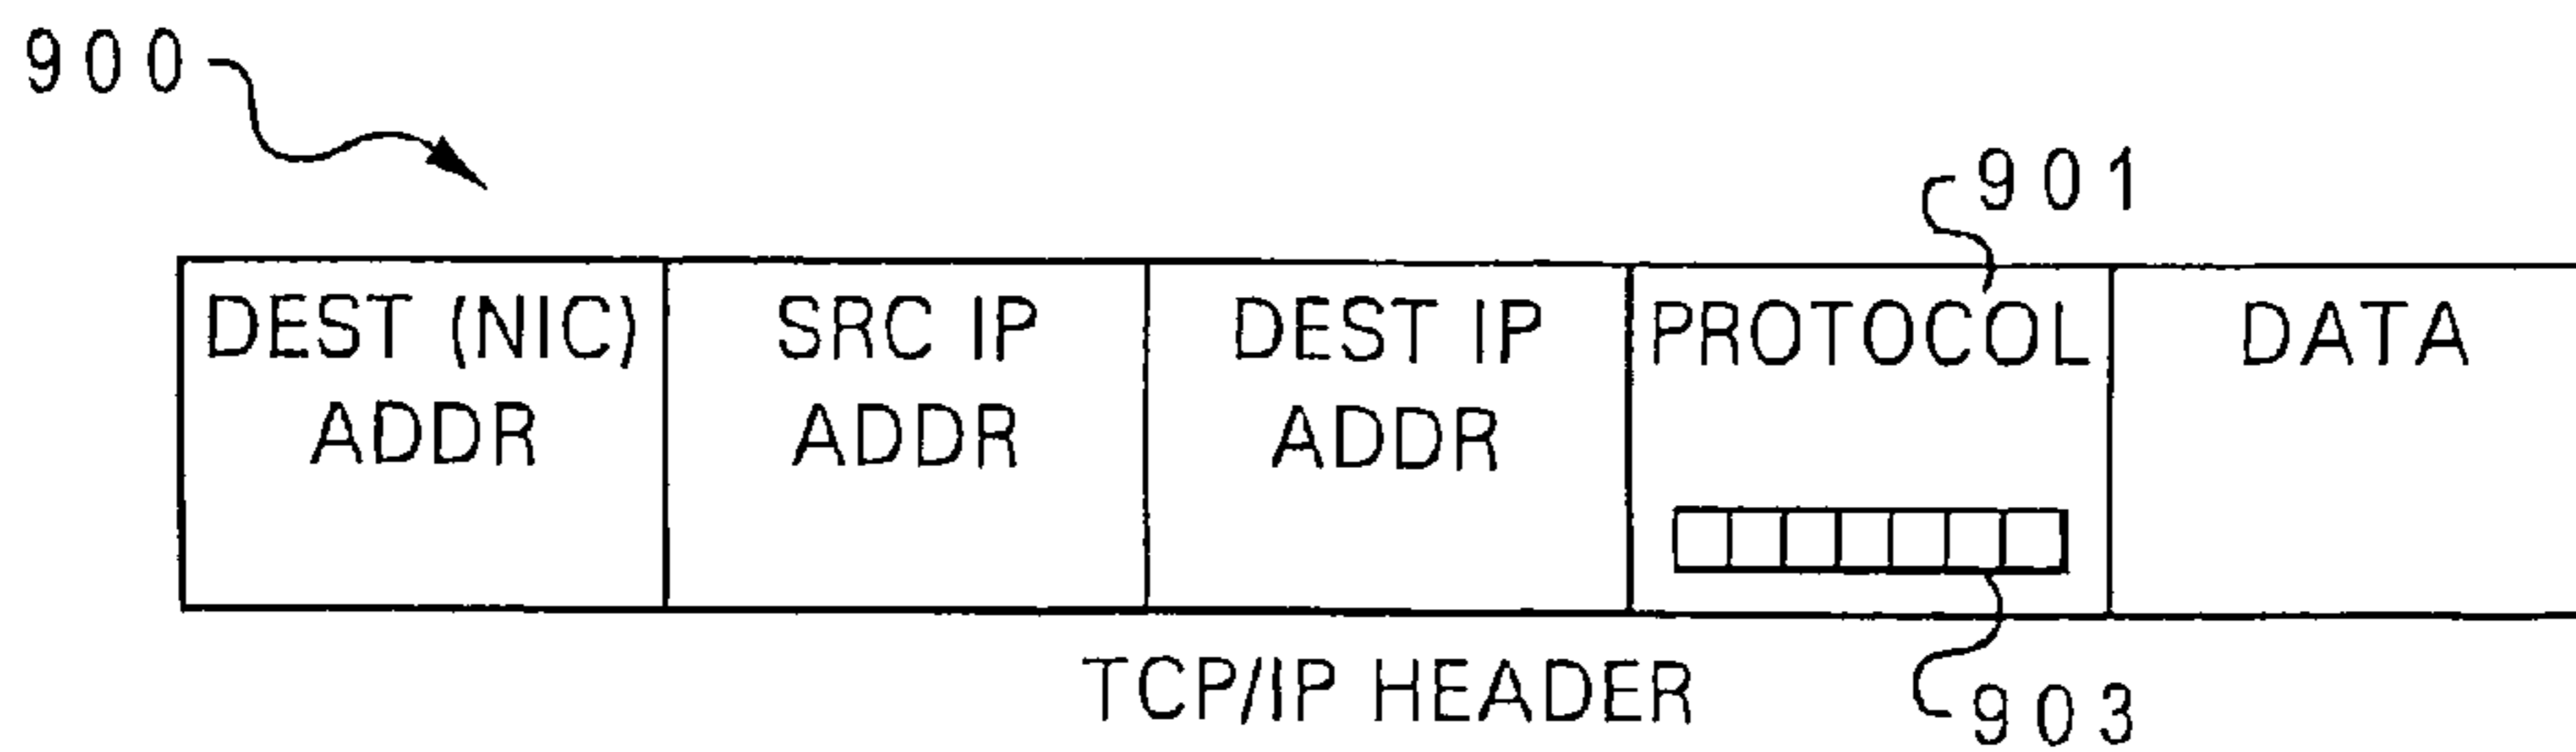 900
901
DEST (NIC) ADDR
SRC IP ADDR
DEST IP ADDR
PROTOCOL
DATA
TCP/IP HEADER
903